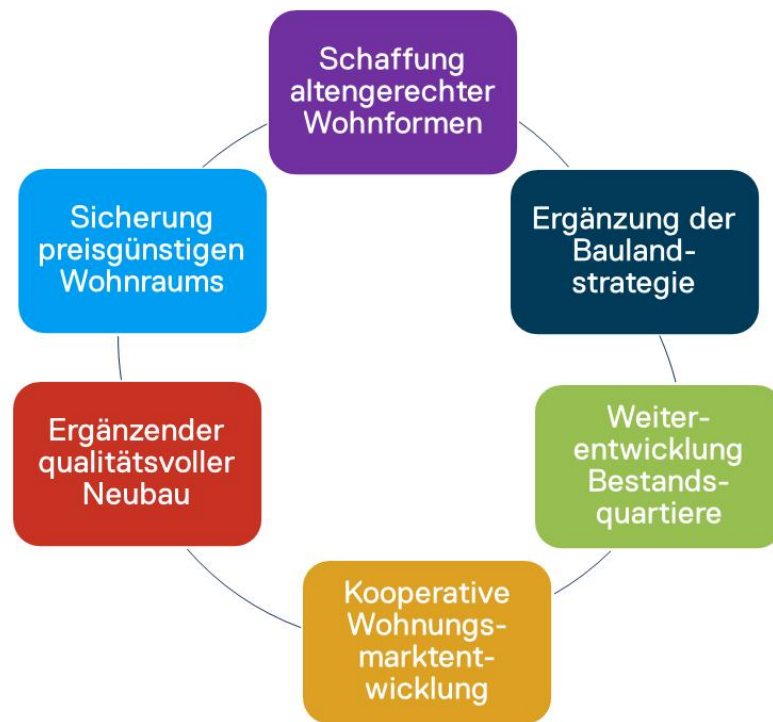 Schaffung
altengerechter
Wohnformen
Ergänzung der
Bauland-
strategie
Weiter-
entwicklung
Bestands-
quartiere
Kooperative
Wohnungs-
marktent-
wicklung
Ergänzender
qualitätsvoller
Neubau
Sicherung
preisgünstigen
Wohnraums